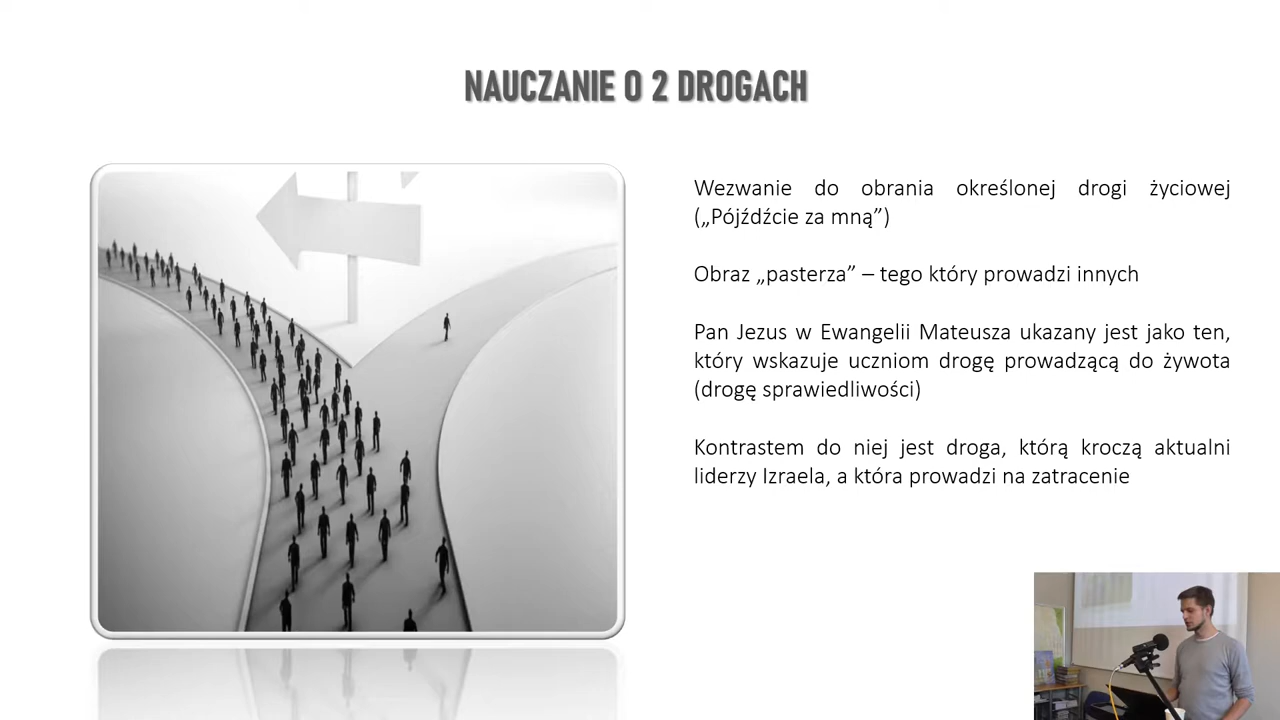 NAUCZANIE O 2 DROGACH
Wezwanie do obrania określonej drogi życiowej
(„Pójdźcie za mną”)
Obraz „pasterza” – tego który prowadzi innych
Pan Jezus w Ewangelii Mateusza ukazany jest jako ten,
który wskazuje uczniom drogę prowadzącą do żywota
(drogę sprawiedliwości)
Kontrastem do niej jest droga, którą kroczą aktualni
liderzy Izraela, a która prowadzi na zatracenie